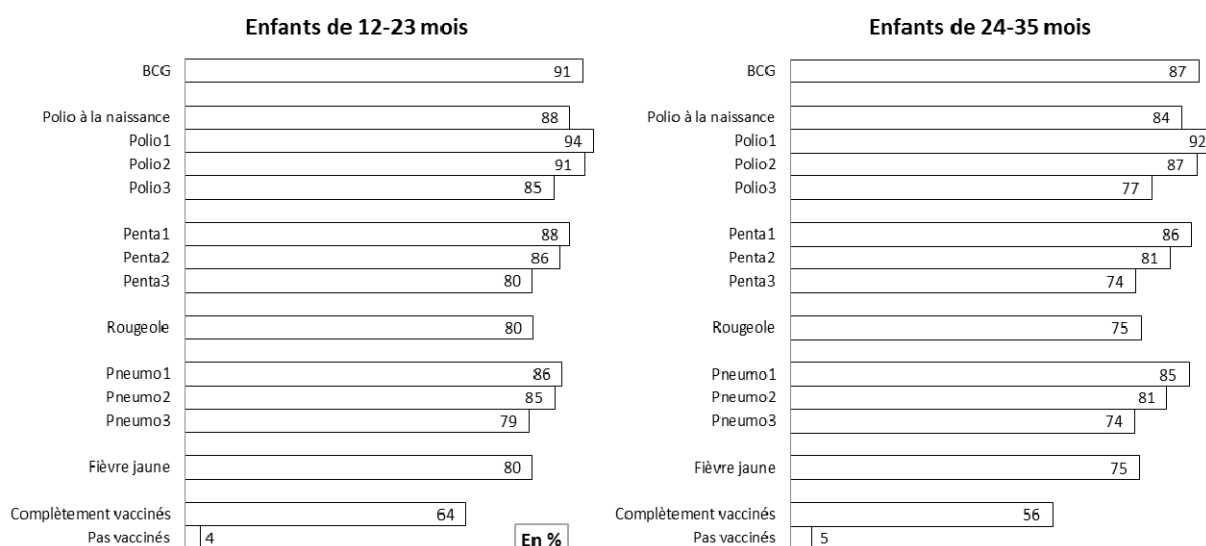 Enfants de 12-23 mois
BCG 91
Polio à la naissance 88
Polio1 94
Polio2 91
Polio3 85
Penta1 88
Penta2 86
Penta3 80
Rougeole 80
Pneumo1 86
Pneumo2 85
Pneumo3 79
Fièvre jaune 80
Complètement vaccinés 64
Pas vaccinés 4
En %
Enfants de 24-35 mois
BCG 87
Polio à la naissance 84
Polio1 92
Polio2 87
Polio3 77
Penta1 86
Penta2 81
Penta3 74
Rougeole 75
Pneumo1 85
Pneumo2 81
Pneumo3 74
Fièvre jaune 75
Complètement vaccinés 56
Pas vaccinés 5